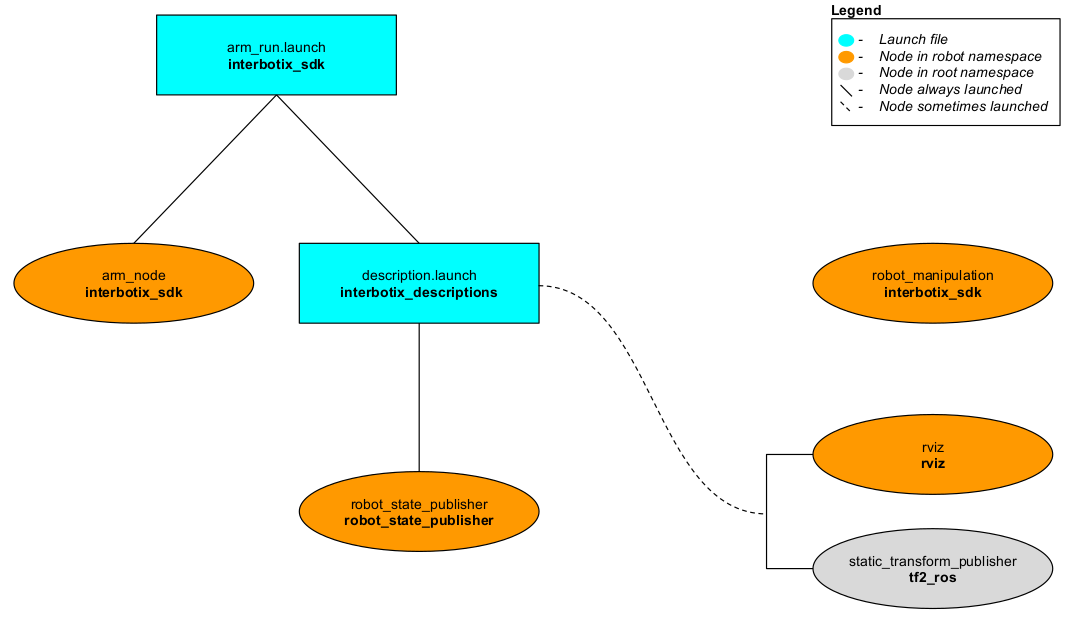 Legend
- Launch file
- Node in robot namespace
- Node in root namespace
- Node always launched
- Node sometimes launched
arm_run.launch
interbotix_sdk
arm_node
interbotix_sdk
description.launch
interbotix_descriptions
robot_manipulation
interbotix_sdk
rviz
rviz
robot_state_publisher
robot_state_publisher
static_transform_publisher
tf2_ros